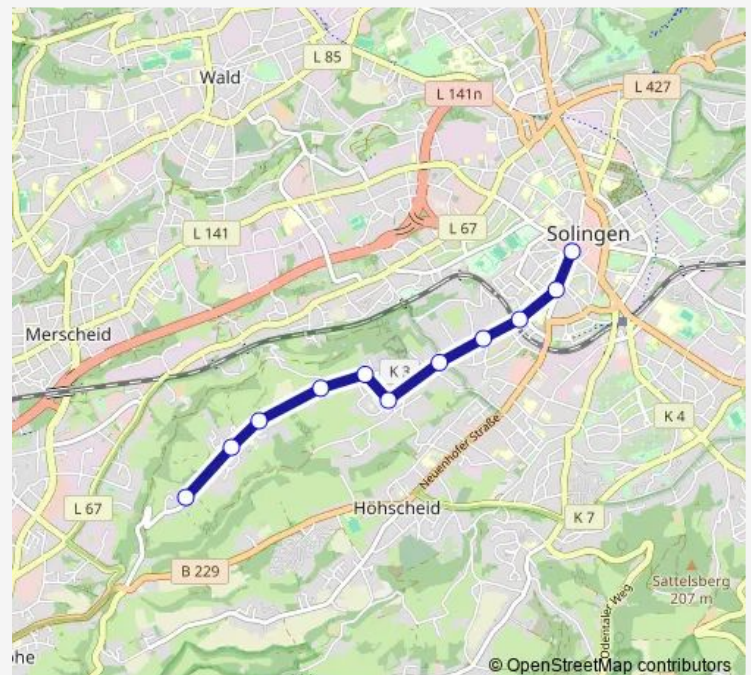 L 85
Wald
L 141n
L 427
L 67
L 141
Solingen
Merscheid
K 3
K 4
Neuenhofer Straße
L 67
Höhscheid
K 7
B 229
Sattelsberg
207 m
Odentaler Weg
ohe
© OpenStreetMap contributors